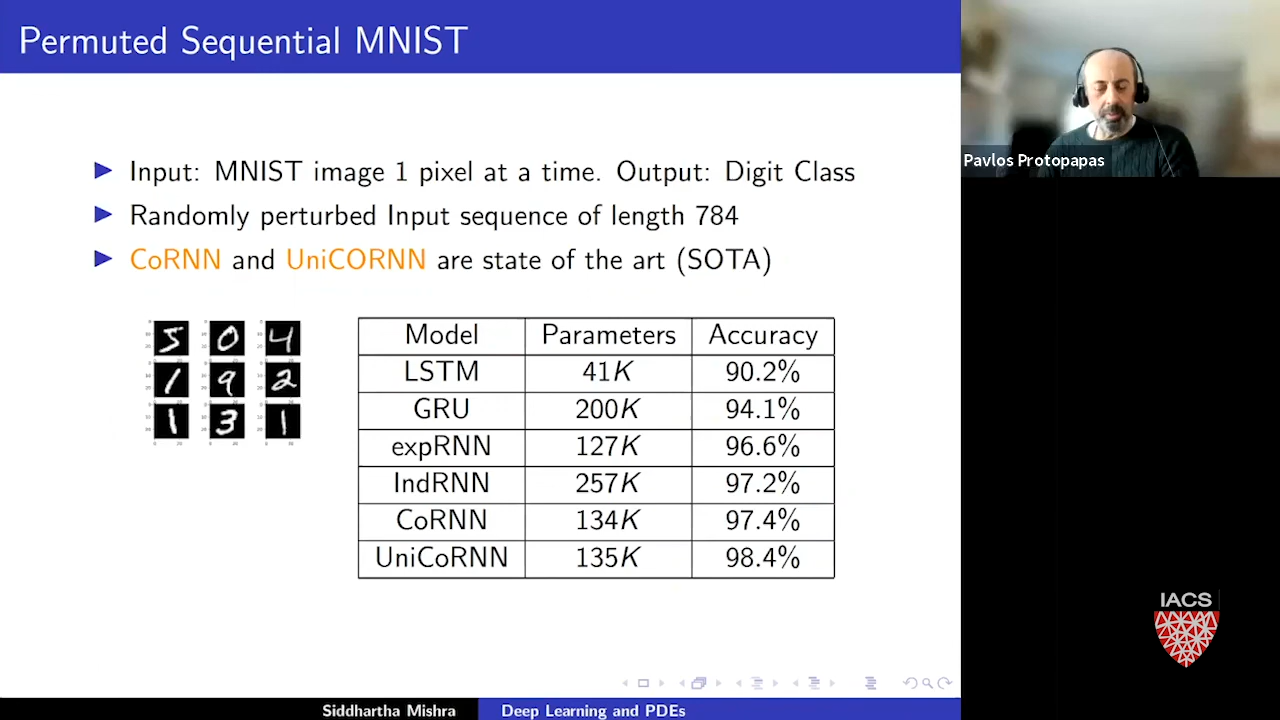 Permuted Sequential MNIST
Input: MNIST image 1 pixel at a time. Output: Digit Class
Randomly perturbed Input sequence of length 784
CoRNN and UniCORNN are state of the art (SOTA)
5 0 4
1 9 2
1 3 1
Model Parameters Accuracy
LSTM 41K 90.2%
GRU 200K 94.1%
expRNN 127K 96.6%
IndRNN 257K 97.2%
CoRNN 134K 97.4%
UniCoRNN 135K 98.4%
Siddhartha Mishra Deep Learning and PDEs
Pavlos Protopapas
IACS